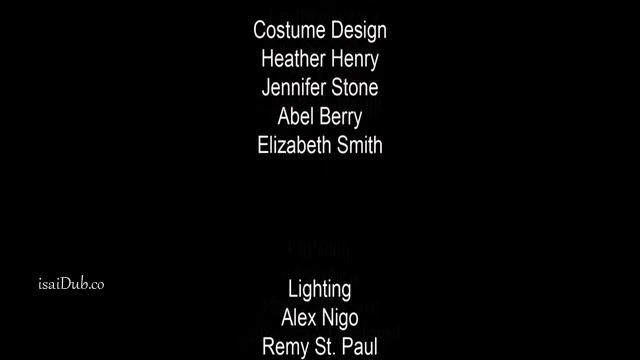 Costume Design
Heather Henry
Jennifer Stone
Abel Berry
Elizabeth Smith
isaiDub.co
Lighting
Alex Nigo
Remy St. Paul